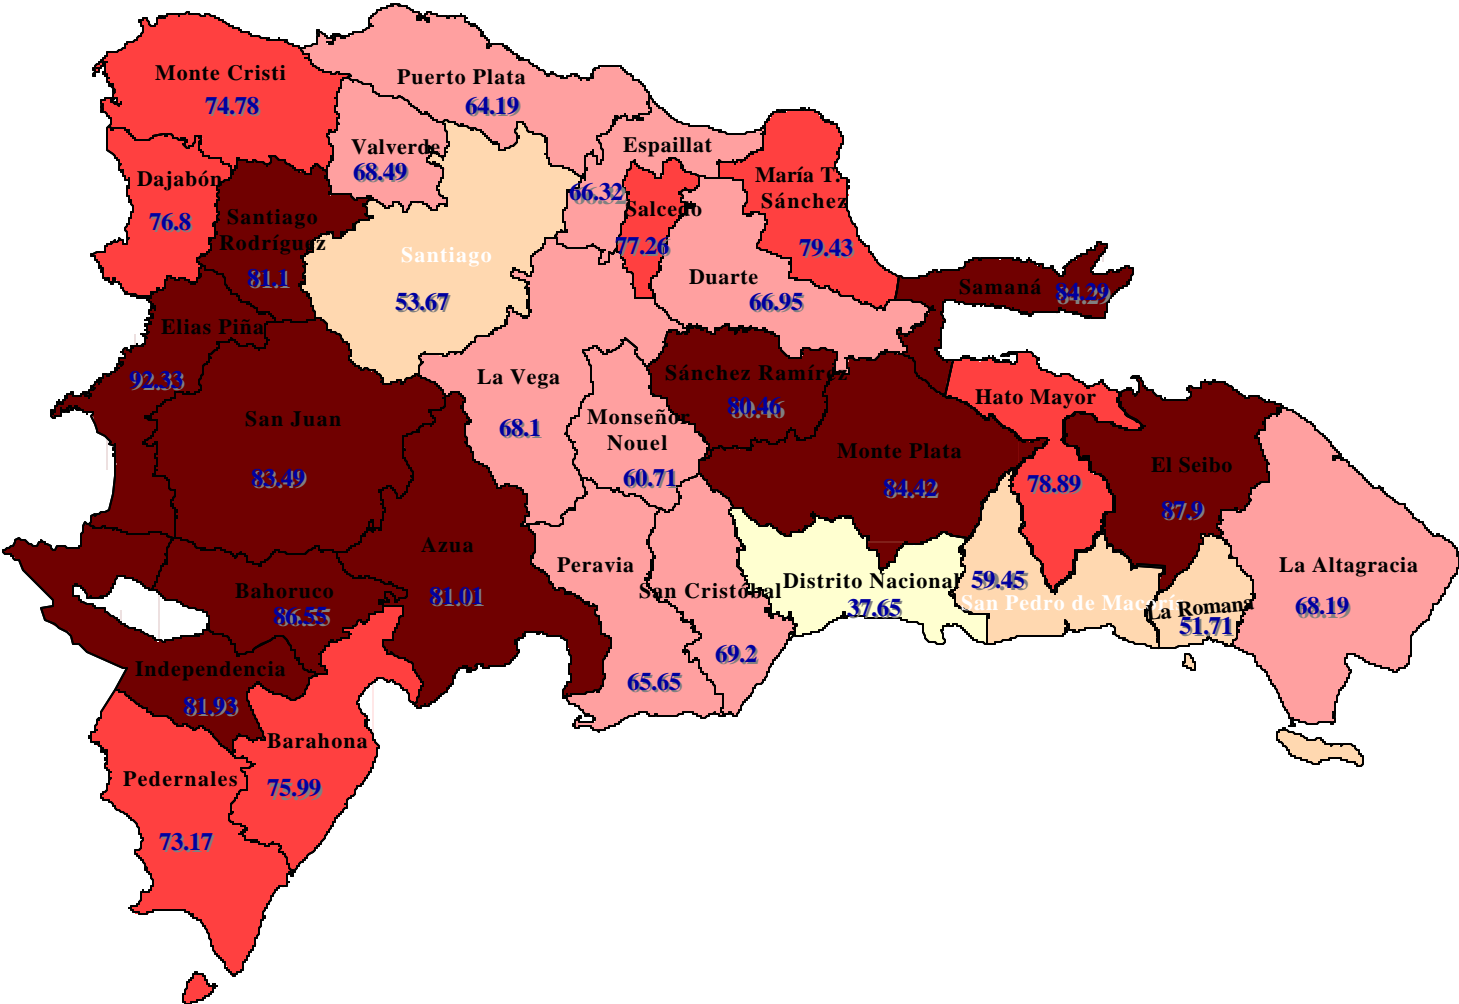 Monte Cristi
74.78
Puerto Plata
64.19
Valverde
68.49
Espaillat
66.32
Dajabón
76.8
Santiago
Rodríguez
81.1
Santiago
53.67
Salcedo
77.26
María T.
Sánchez
79.43
Duarte
66.95
Samaná
84.29
Elias Piña
92.33
San Juan
83.49
La Vega
68.1
Monseñor
Nouel
60.71
Sánchez Ramírez
80.46
Monte Plata
84.42
Hato Mayor
78.89
El Seibo
87.9
Azua
81.01
Bahoruco
86.55
Peravia
65.65
San Cristóbal
69.2
Distrito Nacional
37.65
59.45
San Pedro de Macorís
La Romana
51.71
La Altagracia
68.19
Independencia
81.93
Barahona
75.99
Pedernales
73.17